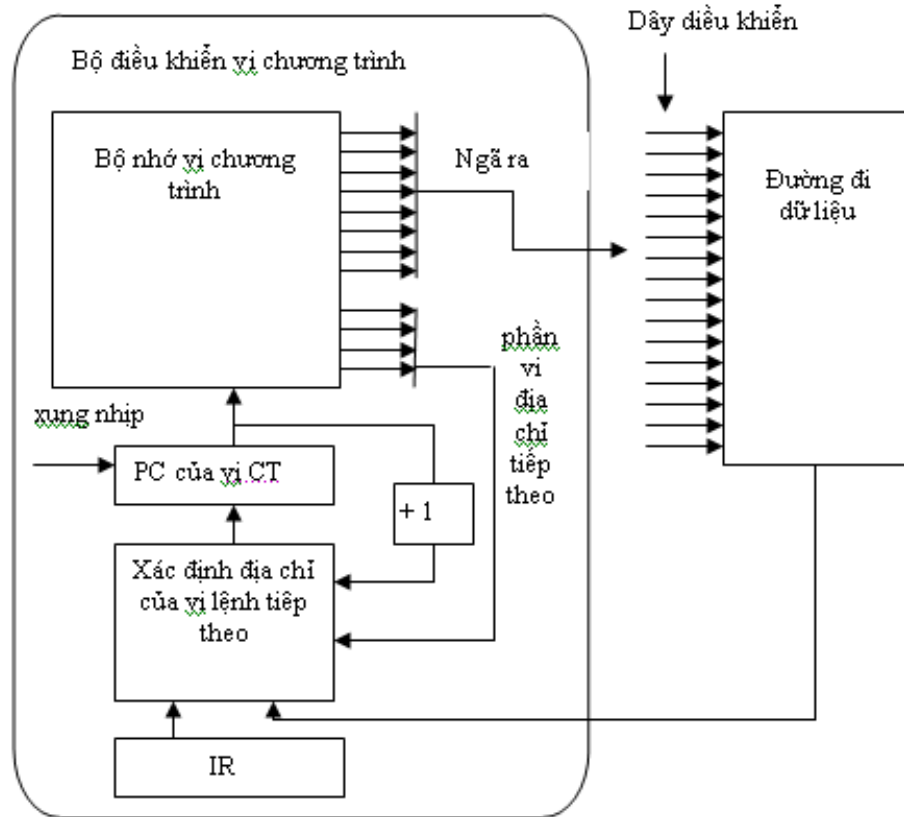 Dây điều khiển
Bộ điều khiển vi chương trình
Bộ nhớ vi chương
trình
Ngã ra
Đường đi
dữ liệu
phần
vi
địa
chỉ
tiếp
theo
xung nhịp
PC của vi CT
+ 1
Xác định địa chỉ
của vi lệnh tiêp
theo
IR